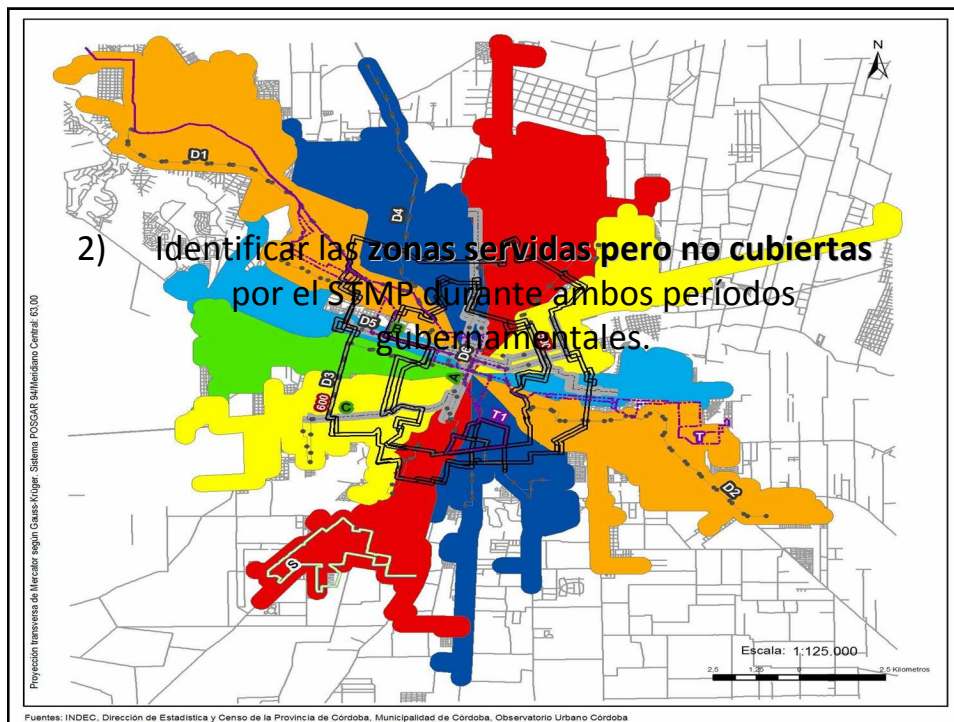 N
D1
D4
2) Identificar las zonas servidas pero no cubiertas
por el STMP durante ambos períodos
gubernamentales.
D5
B
D6
A
D3
600
C
T1
T
D2
S
Proyección transversa de Mercator según Gauss-Krüger. Sistema POSGAR 94/Meridiano Central: 63,00
Escala: 1:125.000
2.5 1.25 0 2.5 Kilometros
Fuentes: INDEC, Dirección de Estadística y Censo de la Provincia de Córdoba, Municipalidad de Córdoba, Observatorio Urbano Córdoba